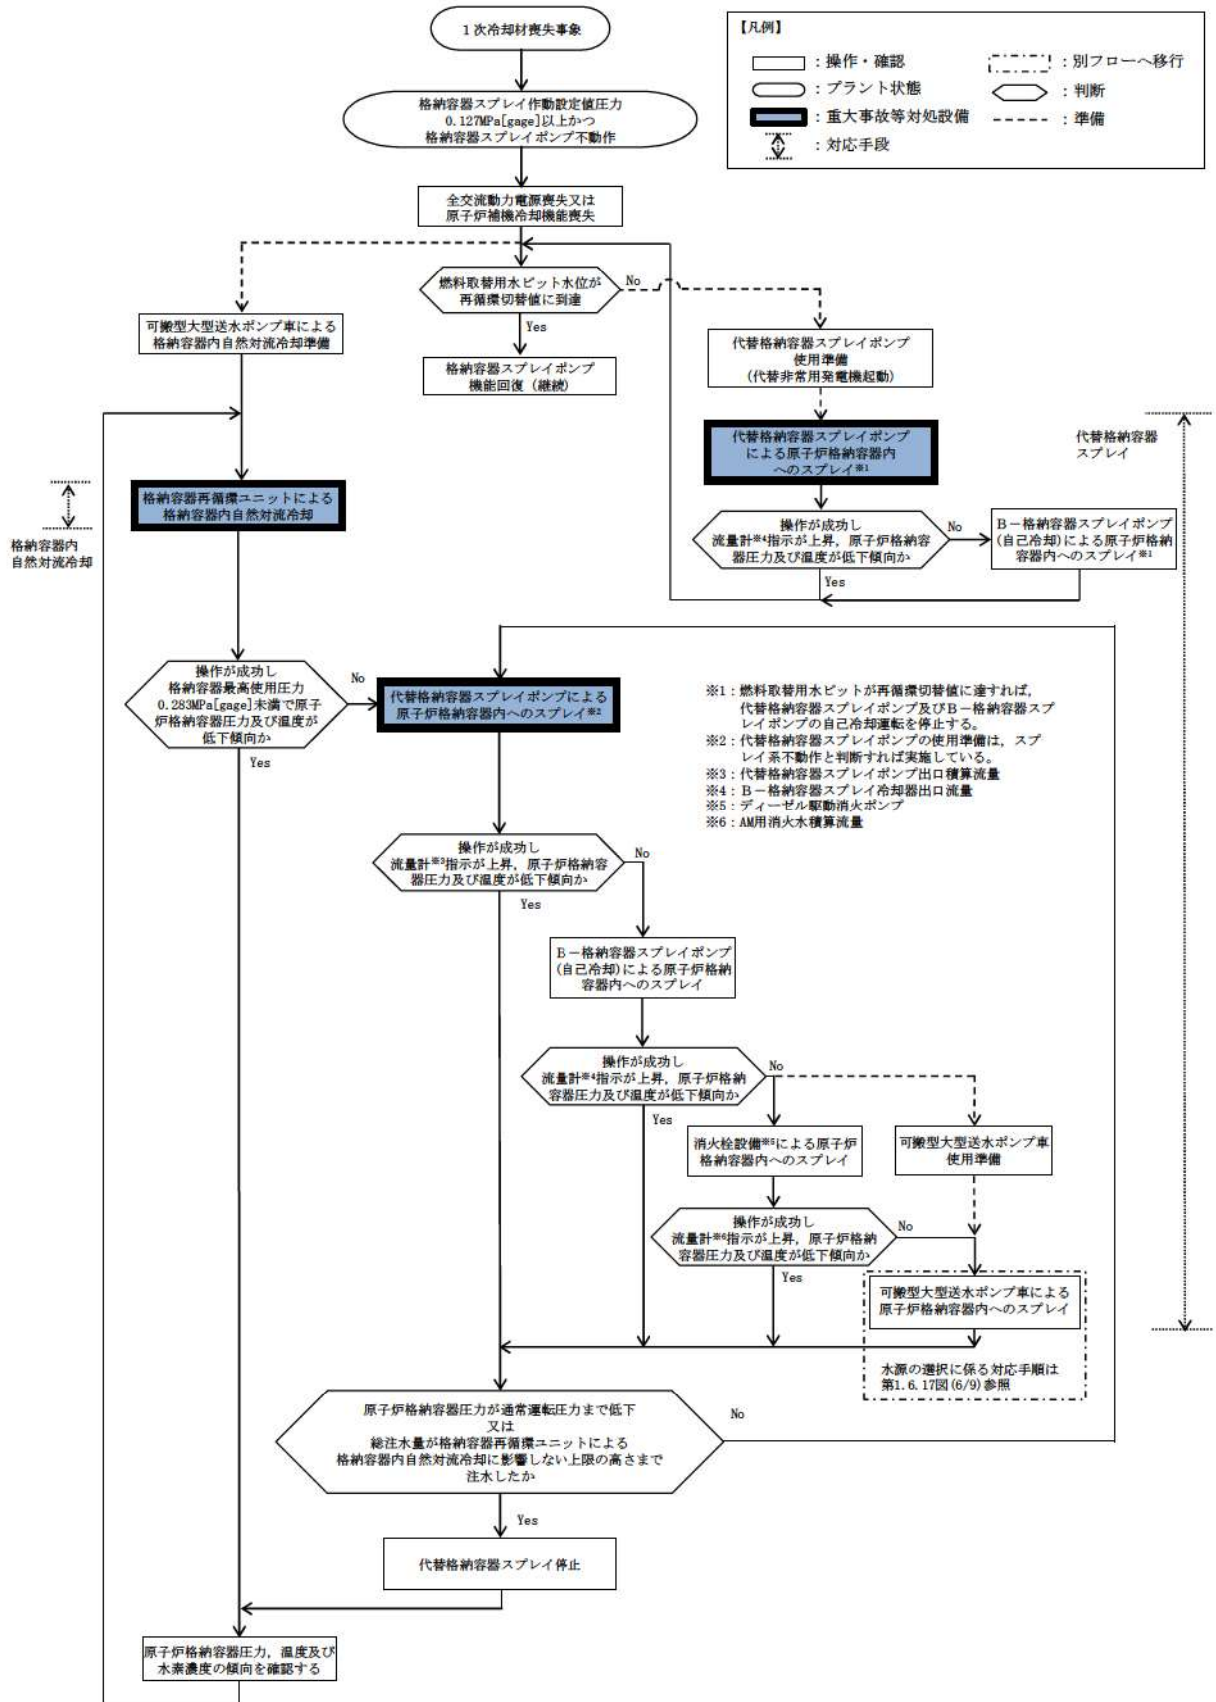 1次冷却材喪失事象
格納容器スプレイ作動設定値圧力
0.127MPa[gage]以上かつ
格納容器スプレイポンプ不動作
全交流動力電源喪失又は
原子炉補機冷却機能喪失
【凡例】
：操作・確認
：プラント状態
：重大事故等対処設備
：対応手段
：別フローへ移行
：判断
：準備
燃料取替用水ピット水位が
再循環切替値に到達
No
Yes
可搬型大型送水ポンプ車による
格納容器内自然対流冷却準備
格納容器スプレイポンプ
機能回復（継続）
代替格納容器スプレイポンプ
使用準備
(代替非常用発電機起動)
代替格納容器スプレイポンプ
による原子炉格納容器内
へのスプレイ※1
代替格納容器
スプレイ
格納容器再循環ユニットによる
格納容器内自然対流冷却
格納容器内
自然対流冷却
操作が成功し
流量計※4指示が上昇，原子炉格納容
器圧力及び温度が低下傾向か
No
Yes
B－格納容器スプレイポンプ
(自己冷却)による原子炉格納
容器内へのスプレイ※1
操作が成功し
格納容器最高使用圧力
0.283MPa[gage]未満で原子
炉格納容器圧力及び温度が
低下傾向か
No
Yes
代替格納容器スプレイポンプによる
原子炉格納容器内へのスプレイ※2
※1：燃料取替用水ピットが再循環切替値に達すれば，
代替格納容器スプレイポンプ及びB－格納容器スプ
レイポンプの自己冷却運転を停止する。
※2：代替格納容器スプレイポンプの使用準備は，スプ
レイ系不動作と判断すれば実施している。
※3：代替格納容器スプレイポンプ出口積算流量
※4：B－格納容器スプレイ冷却器出口流量
※5：ディーゼル駆動消火ポンプ
※6：AM用消火水積算流量
操作が成功し
流量計※3指示が上昇，原子炉格納容
器圧力及び温度が低下傾向か
No
Yes
B－格納容器スプレイポンプ
(自己冷却)による原子炉格納
容器内へのスプレイ
操作が成功し
流量計※4指示が上昇，原子炉格納
容器圧力及び温度が低下傾向か
No
Yes
消火栓設備※5による原子炉
格納容器内へのスプレイ
可搬型大型送水ポンプ車
使用準備
操作が成功し
流量計※6指示が上昇，原子炉格納
容器圧力及び温度が低下傾向か
No
Yes
可搬型大型送水ポンプ車による
原子炉格納容器内へのスプレイ
水源の選択に係る対応手順は
第1.6.17図(6/9)参照
原子炉格納容器圧力が通常運転圧力まで低下
又は
総注水量が格納容器再循環ユニットによる
格納容器内自然対流冷却に影響しない上限の高さまで
注水したか
No
Yes
代替格納容器スプレイ停止
原子炉格納容器圧力，温度及び
水素濃度の傾向を確認する